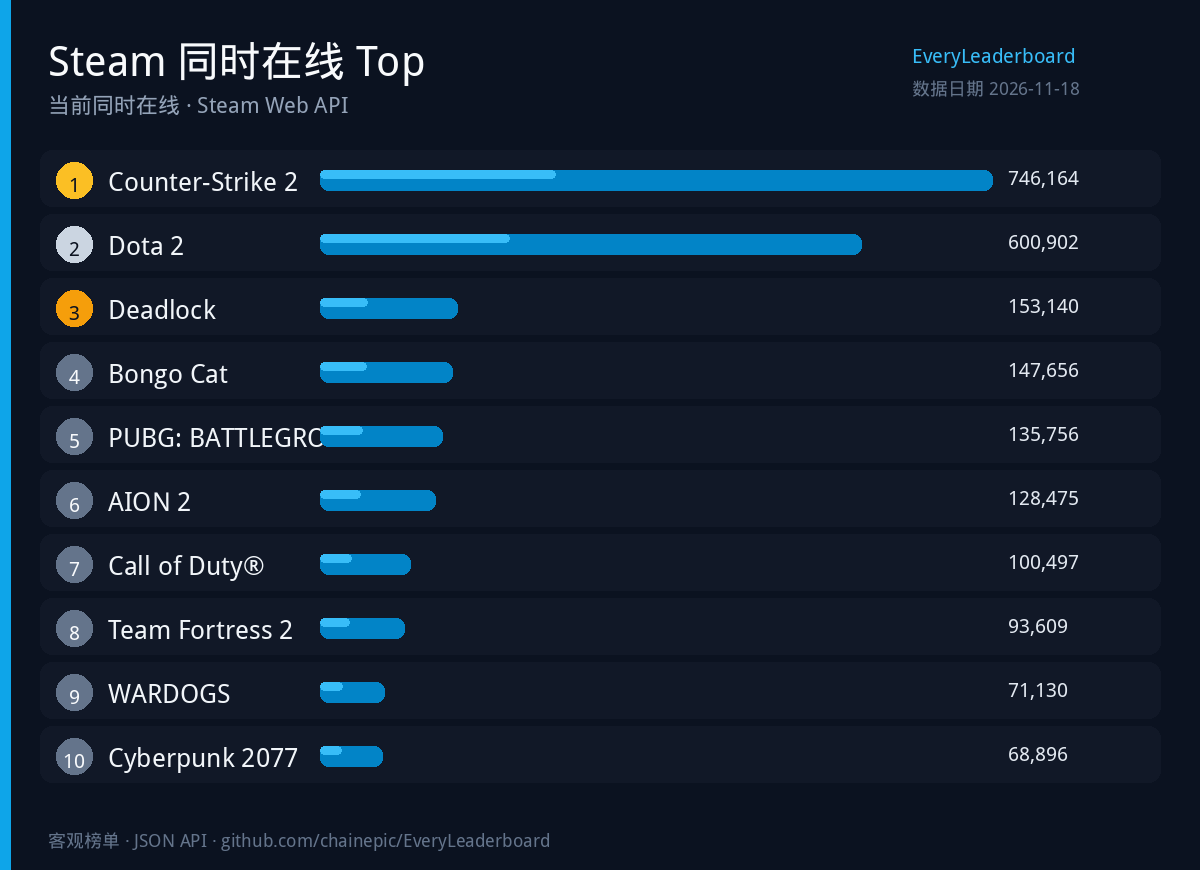 Steam 同时在线 Top
EveryLeaderboard
当前同时在线 · Steam Web API
数据日期 2026-11-18
1 Counter-Strike 2 746,164
2 Dota 2 600,902
3 Deadlock 153,140
4 Bongo Cat 147,656
5 PUBG: BATTLEGRO 135,756
6 AION 2 128,475
7 Call of Duty® 100,497
8 Team Fortress 2 93,609
9 WARDOGS 71,130
10 Cyberpunk 2077 68,896
客观榜单 · JSON API · github.com/chainepic/EveryLeaderboard